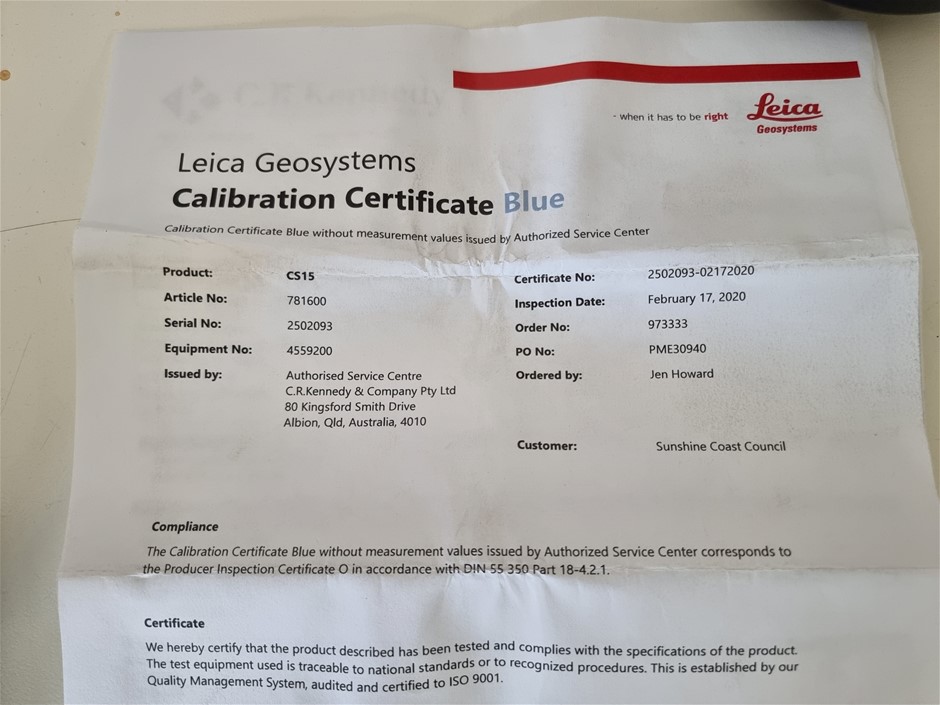 - when it has to be right
Leica
Geosystems
Leica Geosystems
Calibration Certificate Blue
Calibration Certificate Blue without measurement values issued by Authorized Service Center
Product: CS15
Article No: 781600
Serial No: 2502093
Equipment No: 4559200
Issued by: Authorised Service Centre
C.R.Kennedy & Company Pty Ltd
80 Kingsford Smith Drive
Albion, Qld, Australia, 4010
Certificate No: 2502093-02172020
Inspection Date: February 17, 2020
Order No: 973333
PO No: PME30940
Ordered by: Jen Howard
Customer: Sunshine Coast Council
Compliance
The Calibration Certificate Blue without measurement values issued by Authorized Service Center corresponds to
the Producer Inspection Certificate O in accordance with DIN 55 350 Part 18-4.2.1.
Certificate
We hereby certify that the product described has been tested and complies with the specifications of the product.
The test equipment used is traceable to national standards or to recognized procedures. This is established by our
Quality Management System, audited and certified to ISO 9001.